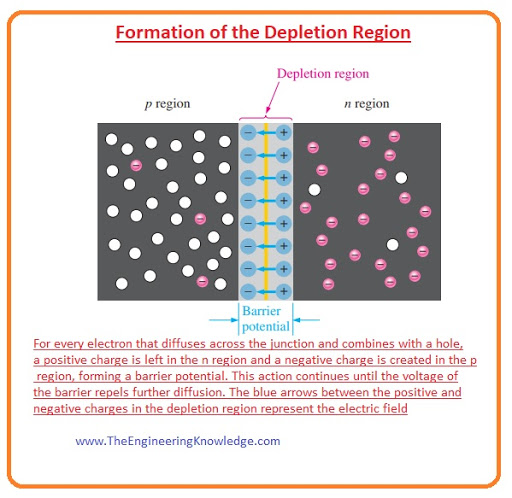 Formation of the Depletion Region
Depletion region
p region
n region
Barrier
potential
For every electron that diffuses across the junction and combines with a hole,
a positive charge is left in the n region and a negative charge is created in the p
region, forming a barrier potential. This action continues until the voltage of
the barrier repels further diffusion. The blue arrows between the positive and
negative charges in the depletion region represent the electric field
www.TheEngineeringKnowledge.com